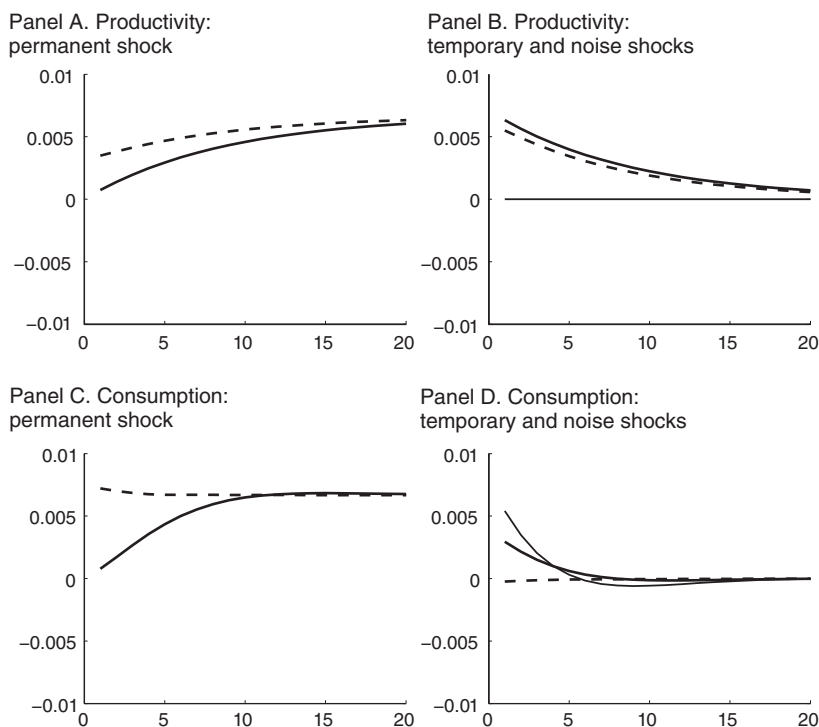 Panel A. Productivity:
permanent shock
0.01
0.005
0
−0.005
−0.01
0 5 10 15 20
Panel B. Productivity:
temporary and noise shocks
0.01
0.005
0
−0.005
−0.01
0 5 10 15 20
Panel C. Consumption:
permanent shock
0.01
0.005
0
−0.005
−0.01
0 5 10 15 20
Panel D. Consumption:
temporary and noise shocks
0.01
0.005
0
−0.005
−0.01
0 5 10 15 20